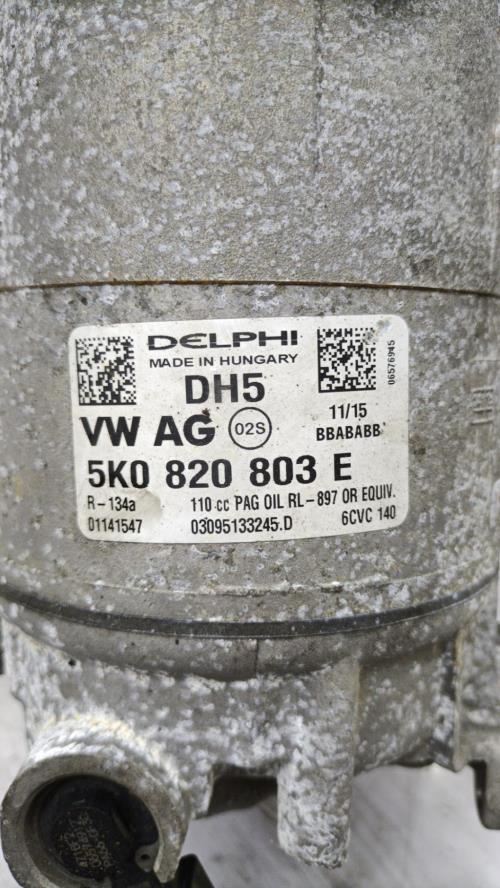 DELPHI
MADE IN HUNGARY
DH5
06576945
VW AG 02S
11/15
BBABABB
5K0 820 803 E
R-134a 110 cc PAG OIL RL-897 OR EQUIV.
01141547 03095133245.D 6CVC 140